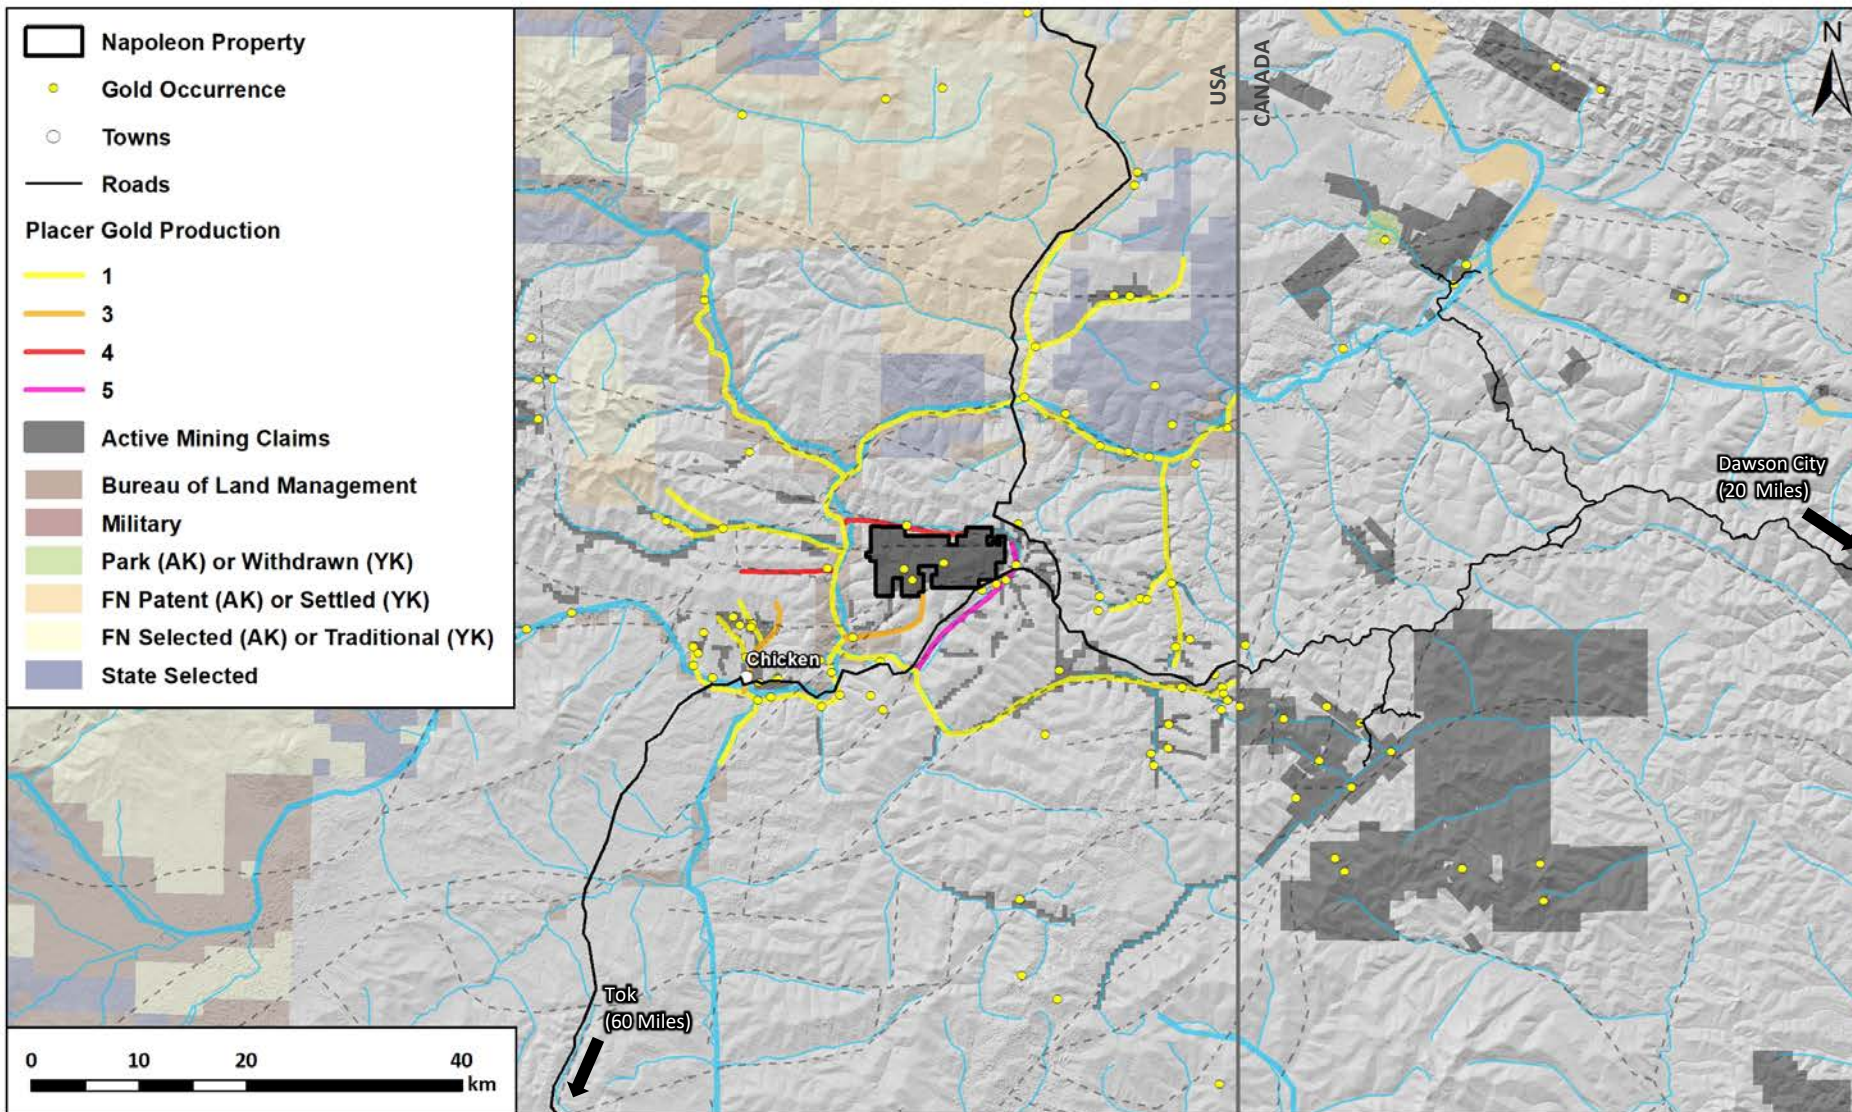 Napoleon Property
Gold Occurrence
Towns
Roads
Placer Gold Production
1
3
4
5
Active Mining Claims
Bureau of Land Management
Military
Park (AK) or Withdrawn (YK)
FN Patent (AK) or Settled (YK)
FN Selected (AK) or Traditional (YK)
State Selected
USA
CANADA
N
Dawson City
(20 Miles)
Chicken
Tok
(60 Miles)
0 10 20 40
km